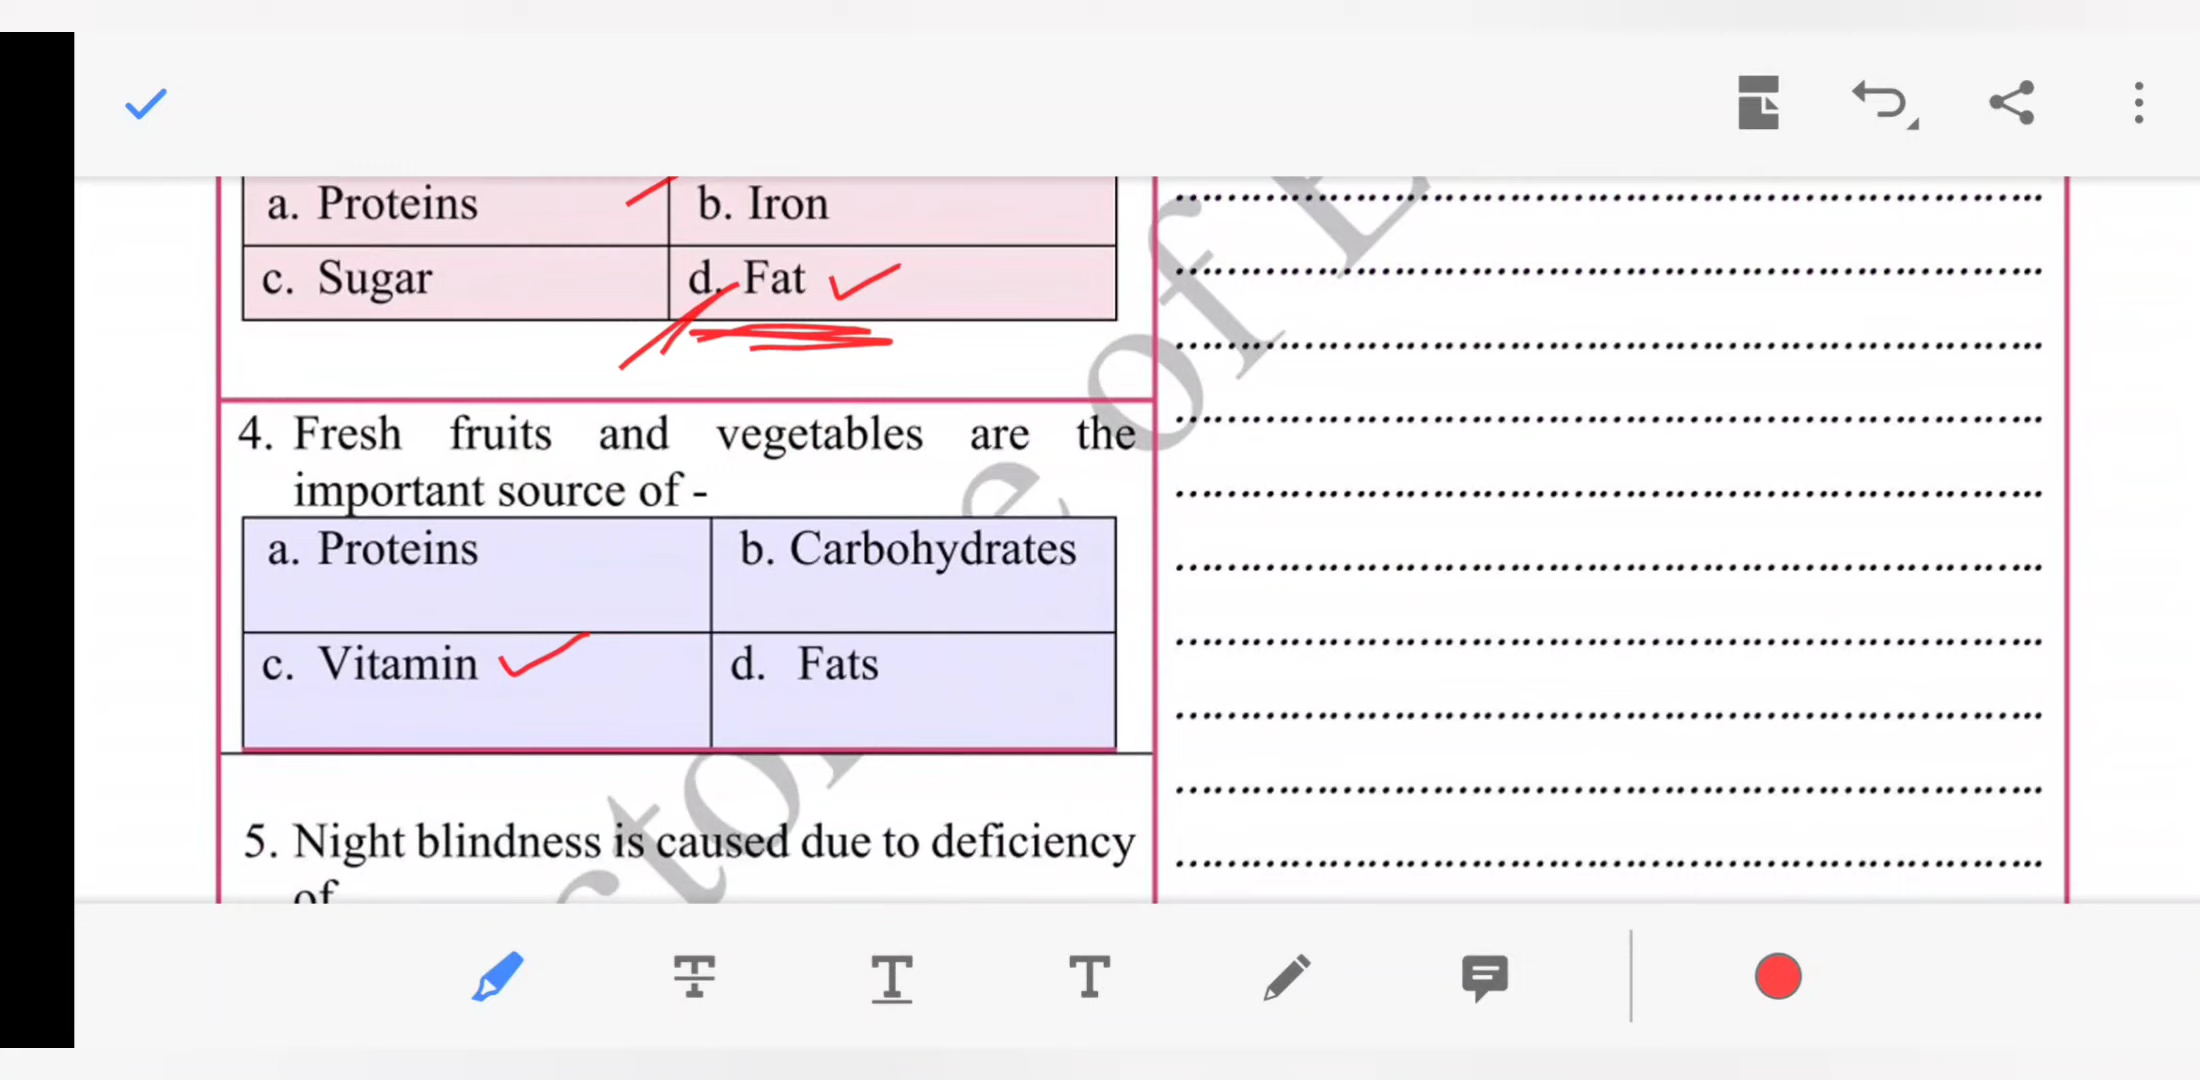 a. Proteins
b. Iron
c. Sugar
d. Fat
4. Fresh fruits and vegetables are the
important source of -
a. Proteins
b. Carbohydrates
c. Vitamin
d. Fats
5. Night blindness is caused due to deficiency
of